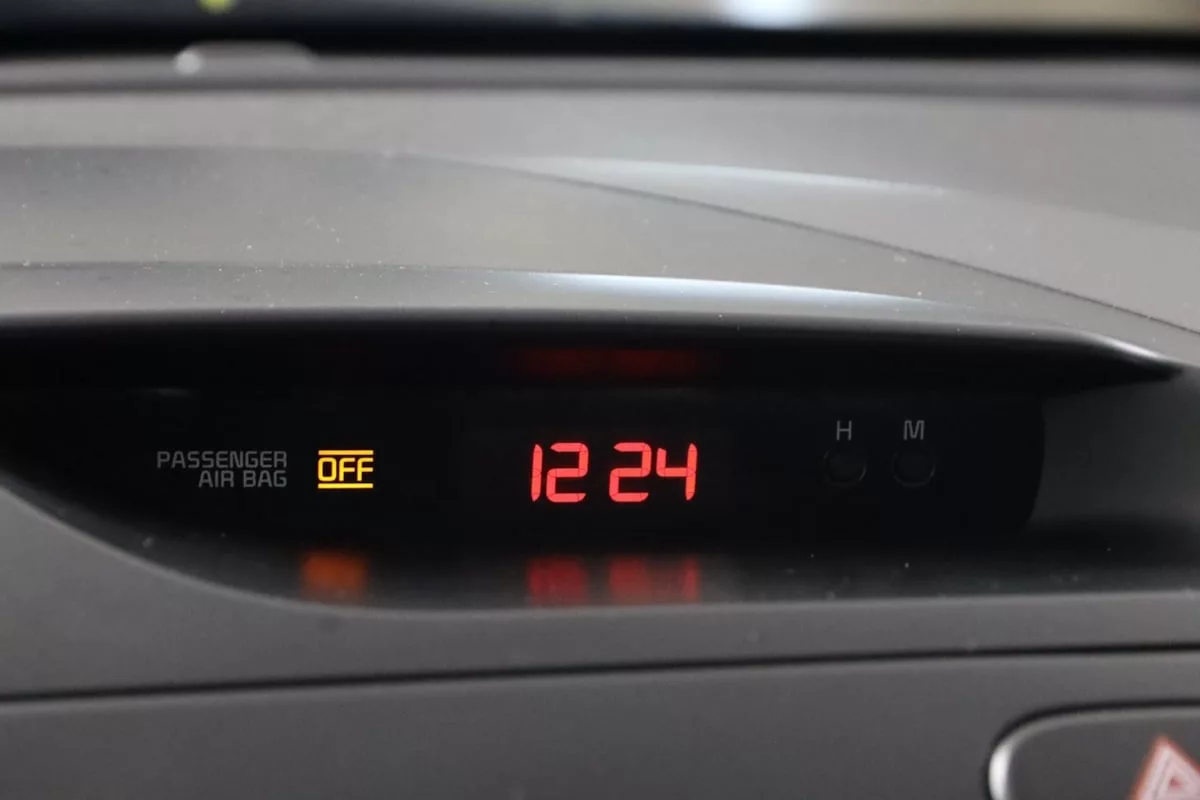 PASSENGER
AIR BAG
OFF
12 24
H M